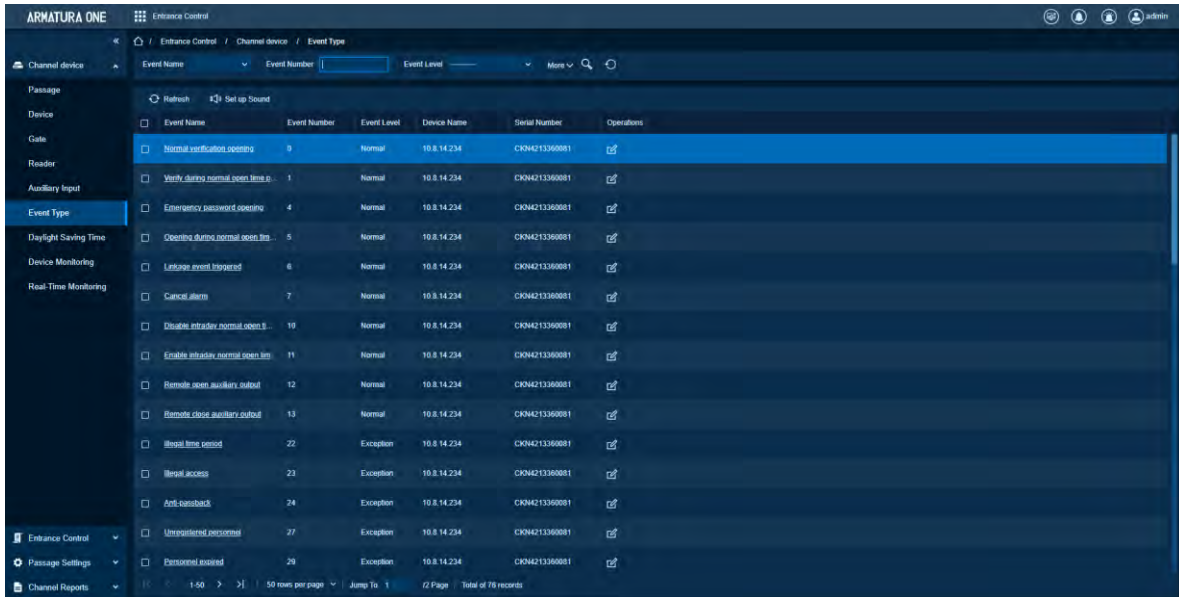 ARMATURA ONE Entrance Control admin
/ Entrance Control / Channel device / Event Type
Channel device Event Name Event Number Event Level -------- More
Passage
Refresh Set up Sound
Device
Event Name Event Number Event Level Device Name Serial Number Operations
Gate
Normal verification opening 0 Normal 10.8.14.234 CKN4213360081
Reader
Verify during normal open time p... 1 Normal 10.8.14.234 CKN4213360081
Auxiliary Input
Emergency password opening 4 Normal 10.8.14.234 CKN4213360081
Event Type
Daylight Saving Time
Opening during normal open tim... 5 Normal 10.8.14.234 CKN4213360081
Device Monitoring
Linkage event triggered 6 Normal 10.8.14.234 CKN4213360081
Real-Time Monitoring
Cancel alarm 7 Normal 10.8.14.234 CKN4213360081
Disable intraday normal open ti... 10 Normal 10.8.14.234 CKN4213360081
Enable intraday normal open tim... 11 Normal 10.8.14.234 CKN4213360081
Remote open auxiliary output 12 Normal 10.8.14.234 CKN4213360081
Remote close auxiliary output 13 Normal 10.8.14.234 CKN4213360081
Illegal time period 22 Exception 10.8.14.234 CKN4213360081
Illegal access 23 Exception 10.8.14.234 CKN4213360081
Anti-passback 24 Exception 10.8.14.234 CKN4213360081
Unregistered personnel 27 Exception 10.8.14.234 CKN4213360081
Entrance Control
Personnel expired 29 Exception 10.8.14.234 CKN4213360081
Passage Settings
1-50 50 rows per page Jump To 1 /2 Page Total of 76 records
Channel Reports